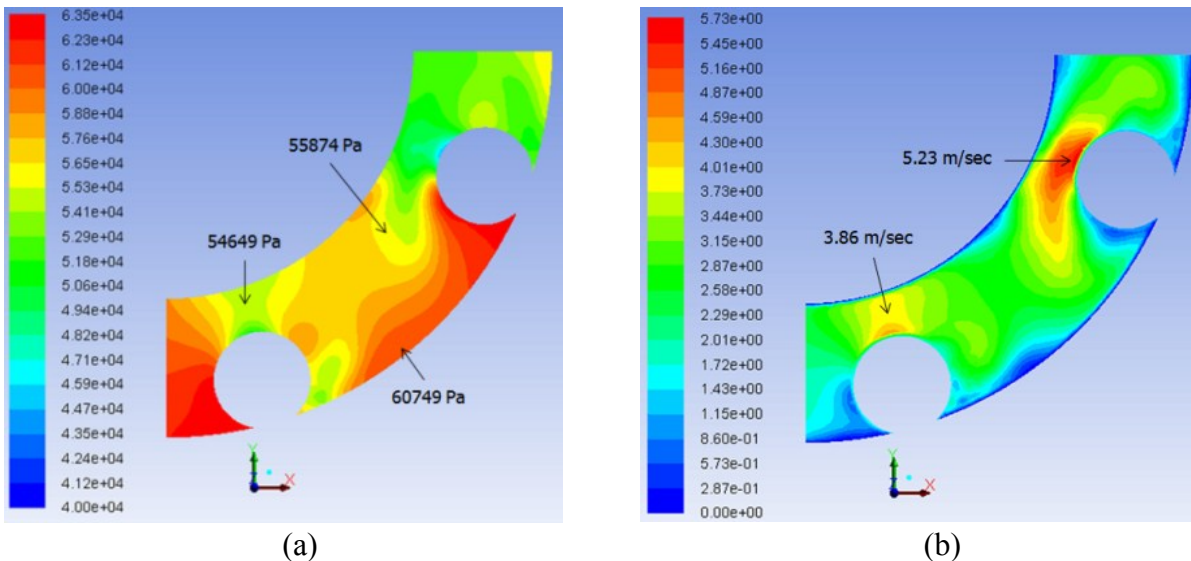 6.35e+04
6.23e+04
6.00e+04
5.88e+04
5.76e+04
5.65e+04
5.53e+04
5.41e+04
5.29e+04
5.18e+04
5.06e+04
4.94e+04
4.82e+04
4.71e+04
4.59e+04
4.47e+04
4.35e+04
4.24e+04
4.12e+04
4.00e+04
55874 Pa
54649 Pa
60749 Pa
Y
Z
X
(a)
5.73e+00
5.45e+00
5.16e+00
4.87e+00
4.59e+00
4.30e+00
4.01e+00
3.73e+00
3.44e+00
3.15e+00
2.87e+00
2.58e+00
2.29e+00
2.01e+00
1.72e+00
1.43e+00
1.15e+00
8.60e-01
5.73e-01
2.87e-01
0.00e+00
5.23 m/sec
3.86 m/sec
Y
Z
X
(b)